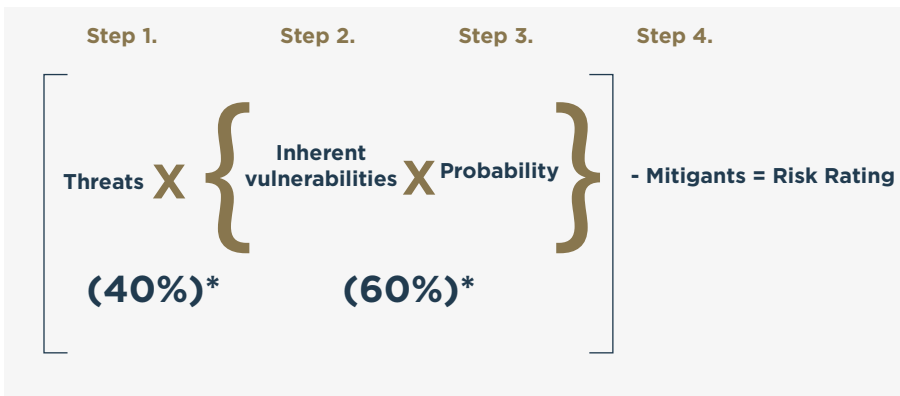 Step 1. Step 2. Step 3. Step 4.
[ Threats X { Inherent vulnerabilities X Probability } ] - Mitigants = Risk Rating
(40%)* (60%)*